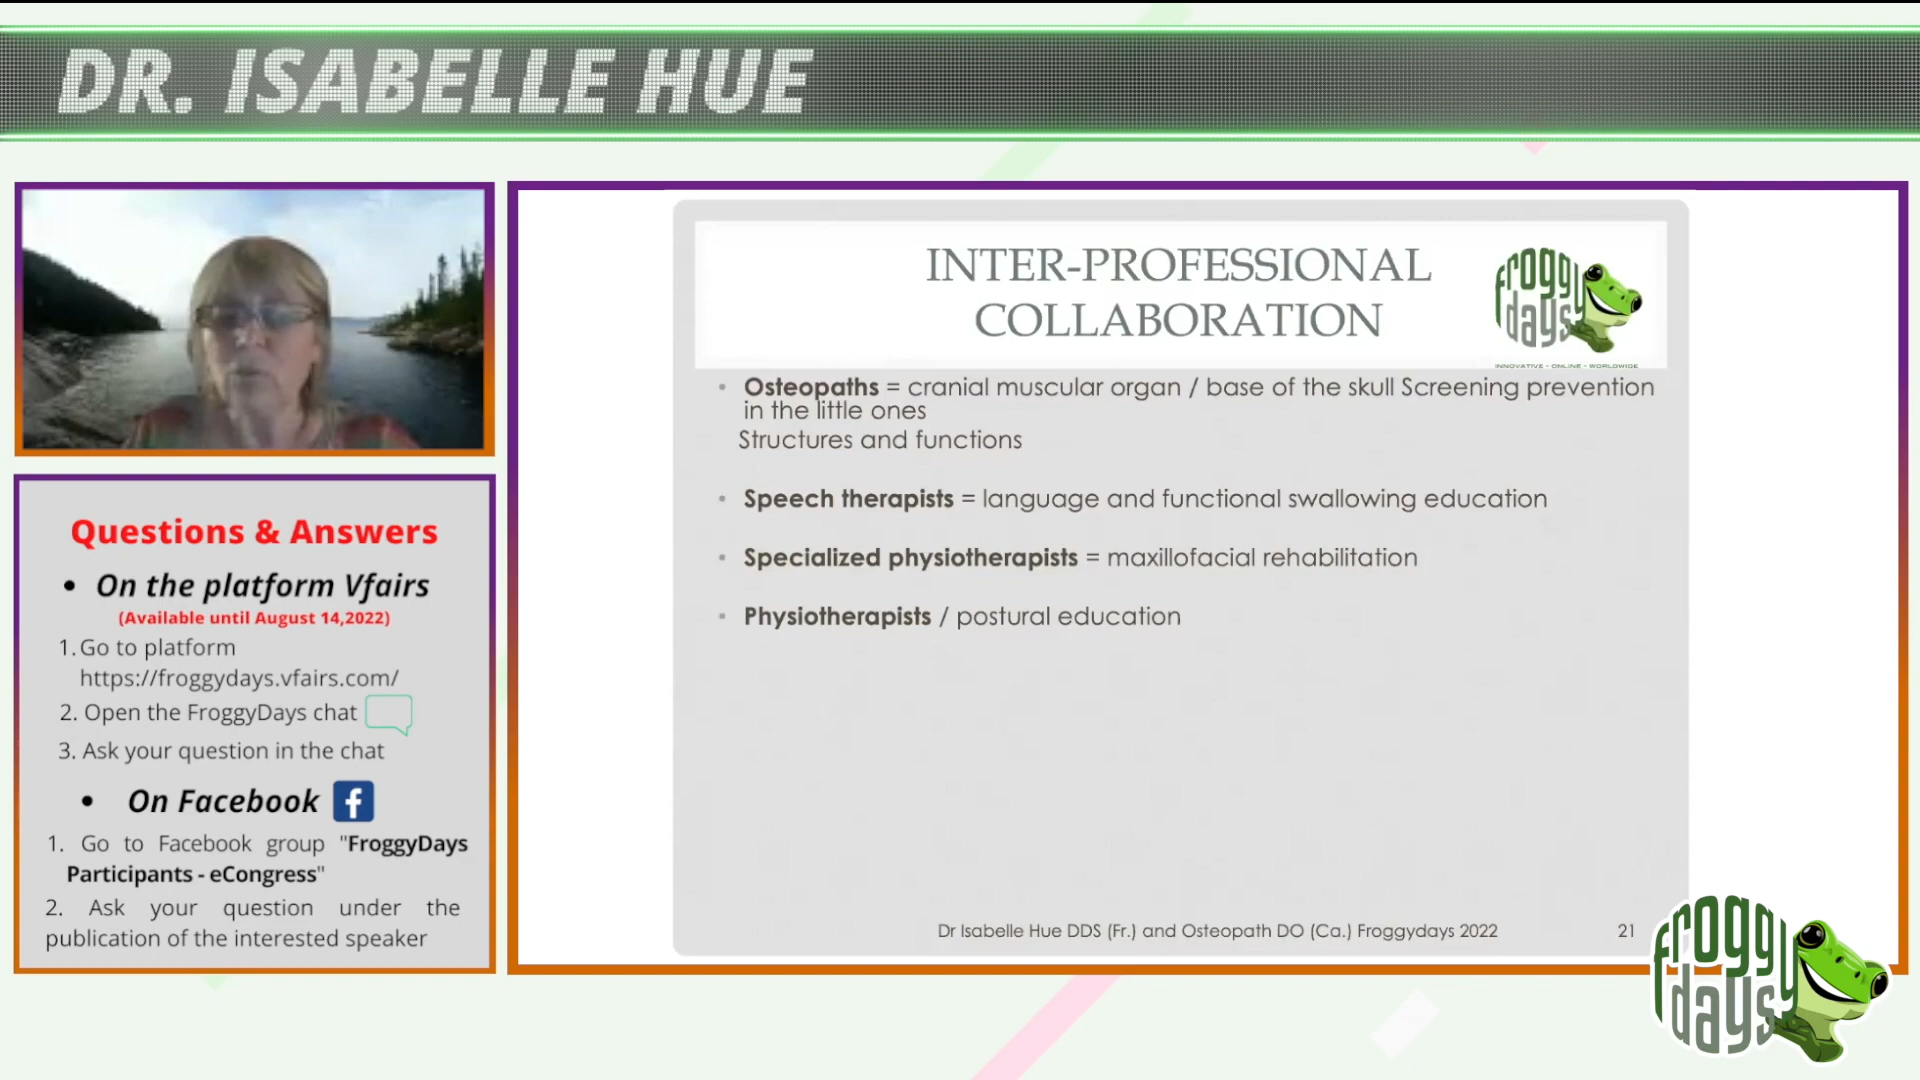 DR. ISABELLE HUE
INTER-PROFESSIONAL
COLLABORATION
froggy
days
INNOVATIVE - ONLINE - WORLDWIDE
• Osteopaths = cranial muscular organ / base of the skull Screening prevention
in the little ones
Structures and functions
• Speech therapists = language and functional swallowing education
• Specialized physiotherapists = maxillofacial rehabilitation
• Physiotherapists / postural education
Dr Isabelle Hue DDS (Fr.) and Osteopath DO (Ca.) Froggydays 2022
21
Questions & Answers
• On the platform Vfairs
(Available until August 14,2022)
1. Go to platform
https://froggydays.vfairs.com/
2. Open the FroggyDays chat
3. Ask your question in the chat
• On Facebook f
1. Go to Facebook group "FroggyDays
Participants - eCongress"
2. Ask your question under the
publication of the interested speaker
froggy
days